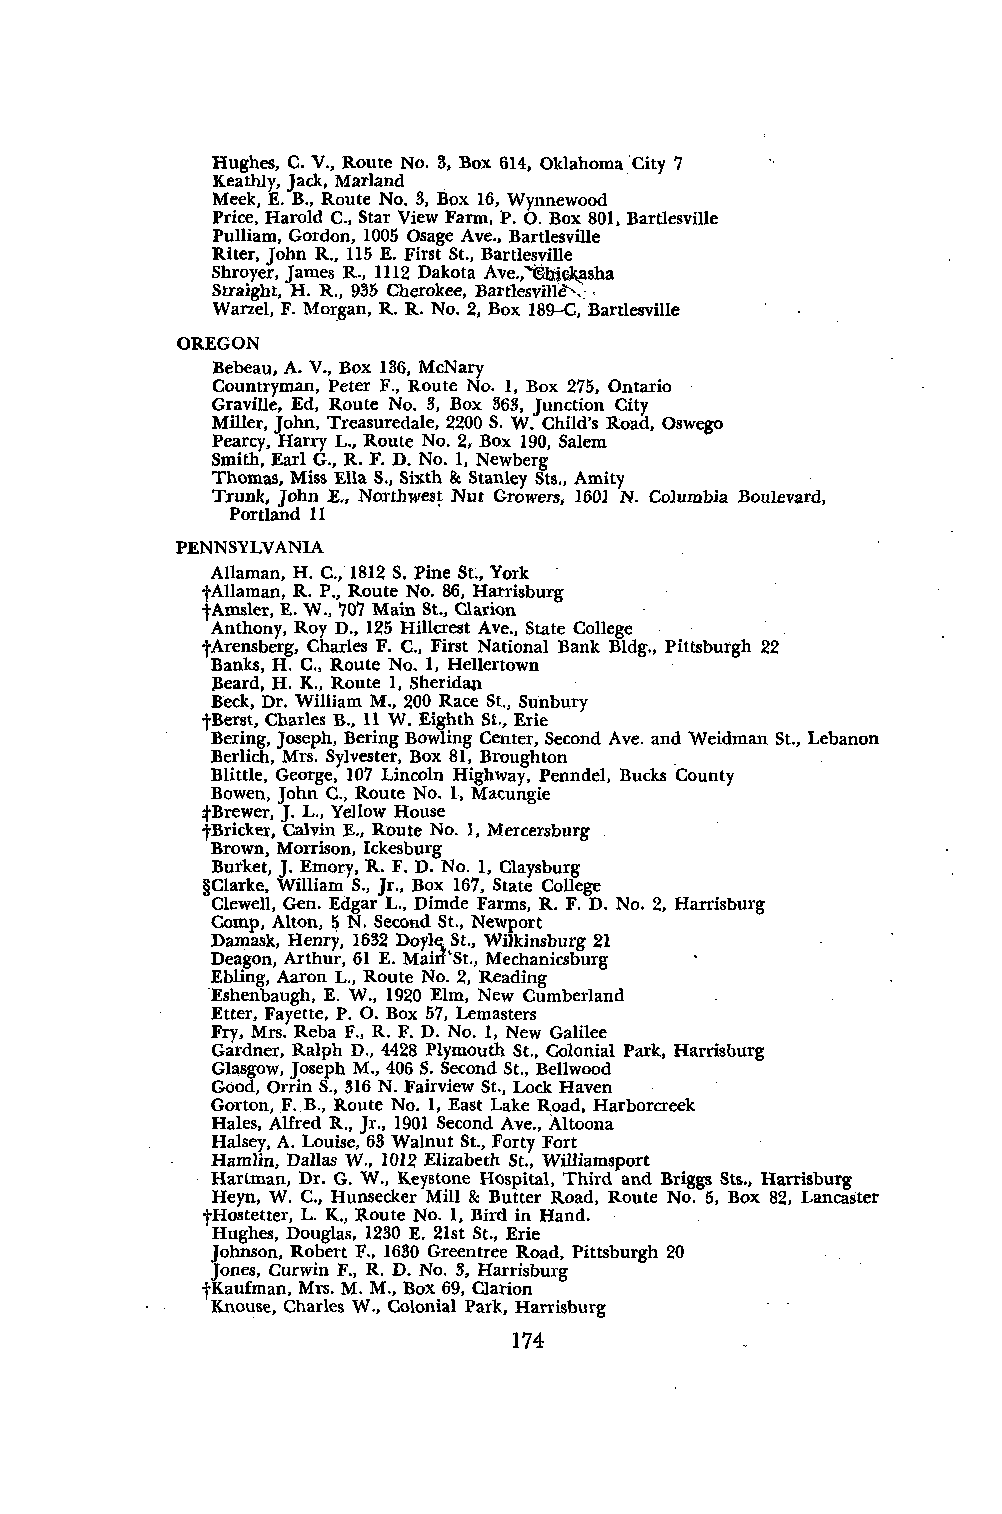 Hughes, C. V., Route No. 3, Box 614, Oklahoma City 7
Keathly, Jack, Marland
Meek, E. B., Route No. 3, Box 16, Wynnewood
Price, Harold C., Star View Farm, P. O. Box 801, Bartlesville
Pulliam, Gordon, 1005 Osage Ave., Bartlesville
Riter, John R., 115 E. First St., Bartlesville
Shroyer, James R., 1112 Dakota Ave., Chickasha
Straight, H. R., 935 Cherokee, Bartlesville
Warzel, F. Morgan, R. R. No. 2, Box 189-C, Bartlesville
OREGON
Bebeau, A. V., Box 136, McNary
Countryman, Peter F., Route No. 1, Box 275, Ontario
Graville, Ed, Route No. 3, Box 363, Junction City
Miller, John, Treasuredale, 2200 S. W. Child's Road, Oswego
Pearcy, Harry L., Route No. 2, Box 190, Salem
Smith, Earl G., R. F. D. No. 1, Newberg
Thomas, Miss Ella S., Sixth & Stanley Sts., Amity
Trunk, John E., Northwest Nut Growers, 1601 N. Columbia Boulevard,
Portland 11
PENNSYLVANIA
Allaman, H. C., 1812 S. Pine St., York
†Allaman, R. P., Route No. 86, Harrisburg
†Amsler, E. W., 707 Main St., Clarion
Anthony, Roy D., 125 Hillcrest Ave., State College
†Arensberg, Charles F. C., First National Bank Bldg., Pittsburgh 22
Banks, H. C., Route No. 1, Hellertown
Beard, H. K., Route 1, Sheridan
Beck, Dr. William M., 200 Race St., Sunbury
†Berst, Charles B., 11 W. Eighth St., Erie
Bering, Joseph, Bering Bowling Center, Second Ave. and Weidman St., Lebanon
Berlich, Mrs. Sylvester, Box 81, Broughton
Blittle, George, 107 Lincoln Highway, Penndel, Bucks County
Bowen, John C., Route No. 1, Macungie
‡Brewer, J. L., Yellow House
†Bricker, Calvin E., Route No. 1, Mercersburg
Brown, Morrison, Ickesburg
Burket, J. Emory, R. F. D. No. 1, Claysburg
§Clarke, William S., Jr., Box 167, State College
Clewell, Gen. Edgar L., Dimde Farms, R. F. D. No. 2, Harrisburg
Comp, Alton, 5 N. Second St., Newport
Damask, Henry, 1632 Doyle St., Wilkinsburg 21
Deagon, Arthur, 61 E. Main St., Mechanicsburg
Ebling, Aaron L., Route No. 2, Reading
Eshenbaugh, E. W., 1920 Elm, New Cumberland
Etter, Fayette, P. O. Box 57, Lemasters
Fry, Mrs. Reba F., R. F. D. No. 1, New Galilee
Gardner, Ralph D., 4428 Plymouth St., Colonial Park, Harrisburg
Glasgow, Joseph M., 406 S. Second St., Bellwood
Good, Orrin S., 316 N. Fairview St., Lock Haven
Gorton, F. B., Route No. 1, East Lake Road, Harborcreek
Hales, Alfred R., Jr., 1901 Second Ave., Altoona
Halsey, A. Louise, 63 Walnut St., Forty Fort
Hamlin, Dallas W., 1012 Elizabeth St., Williamsport
Hartman, Dr. G. W., Keystone Hospital, Third and Briggs Sts., Harrisburg
Heyn, W. C., Hunsecker Mill & Butter Road, Route No. 5, Box 82, Lancaster
†Hostetter, L. K., Route No. 1, Bird in Hand.
Hughes, Douglas, 1230 E. 21st St., Erie
Johnson, Robert F., 1630 Greentree Road, Pittsburgh 20
Jones, Curwin F., R. D. No. 3, Harrisburg
†Kaufman, Mrs. M. M., Box 69, Clarion
Knouse, Charles W., Colonial Park, Harrisburg
174